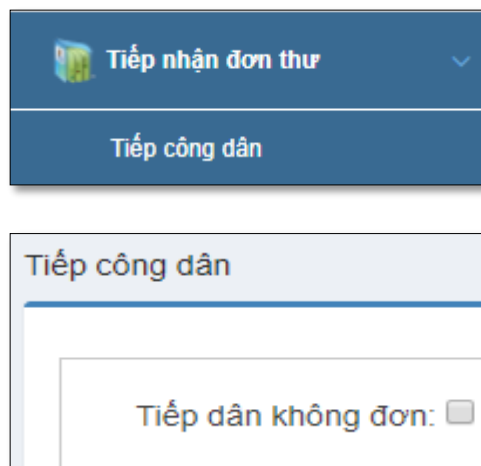 Tiếp nhận đơn thư
Tiếp công dân
Tiếp công dân
Tiếp dân không đơn: